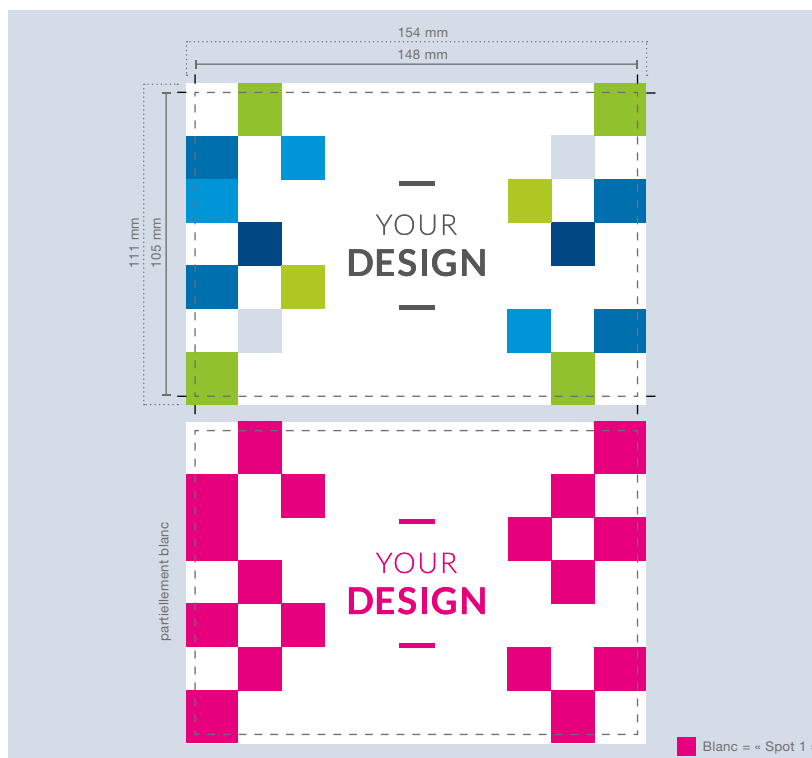 154 mm
148 mm
111 mm
105 mm
YOUR
DESIGN
partiellement blanc
YOUR
DESIGN
Blanc = « Spot 1 »